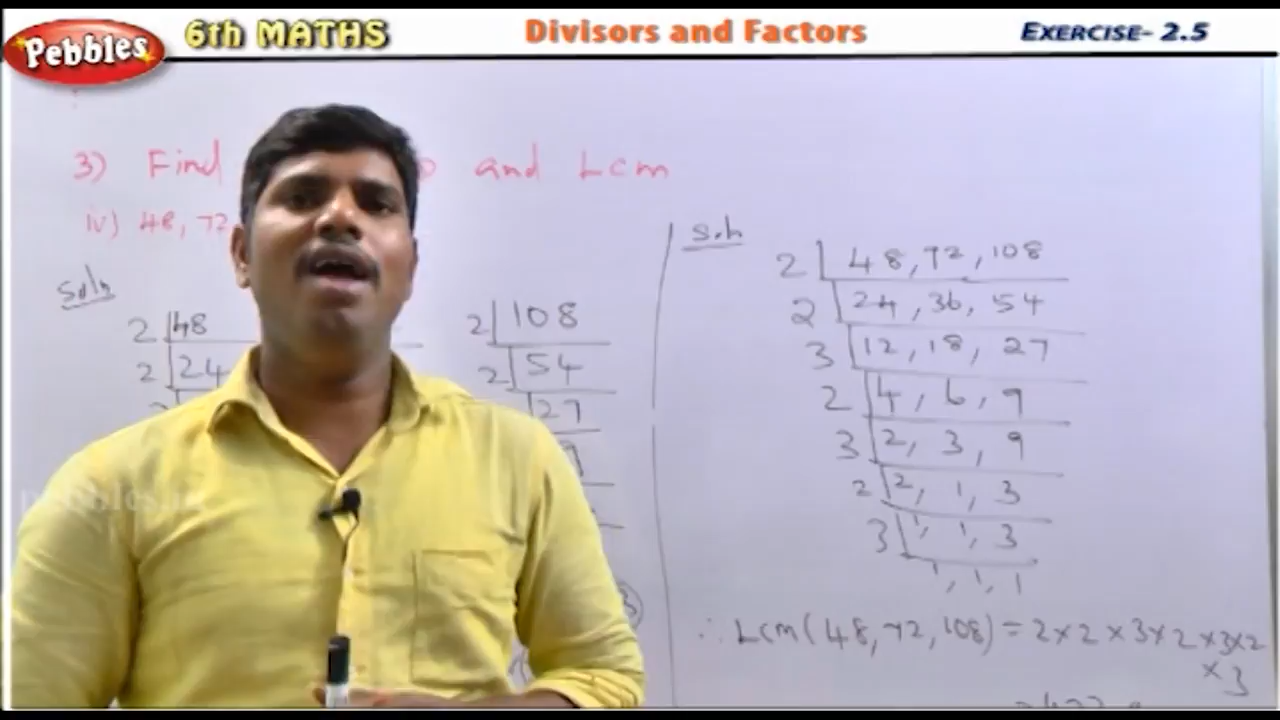 Pebbles 6th MATHS Divisors and Factors EXERCISE- 2.5
3) Find and Lcm
iv) 48, 72
Soln
2 48
2 24
2 108
2 54
27
9
Soln
2 48, 72, 108
2 24, 36, 54
3 12, 18, 27
2 4, 6, 9
3 2, 3, 9
2 2, 1, 3
3 1, 1, 3
1, 1, 1
∴ Lcm(48, 72, 108) = 2×2×3×2×3×2
×3
pebbles.in